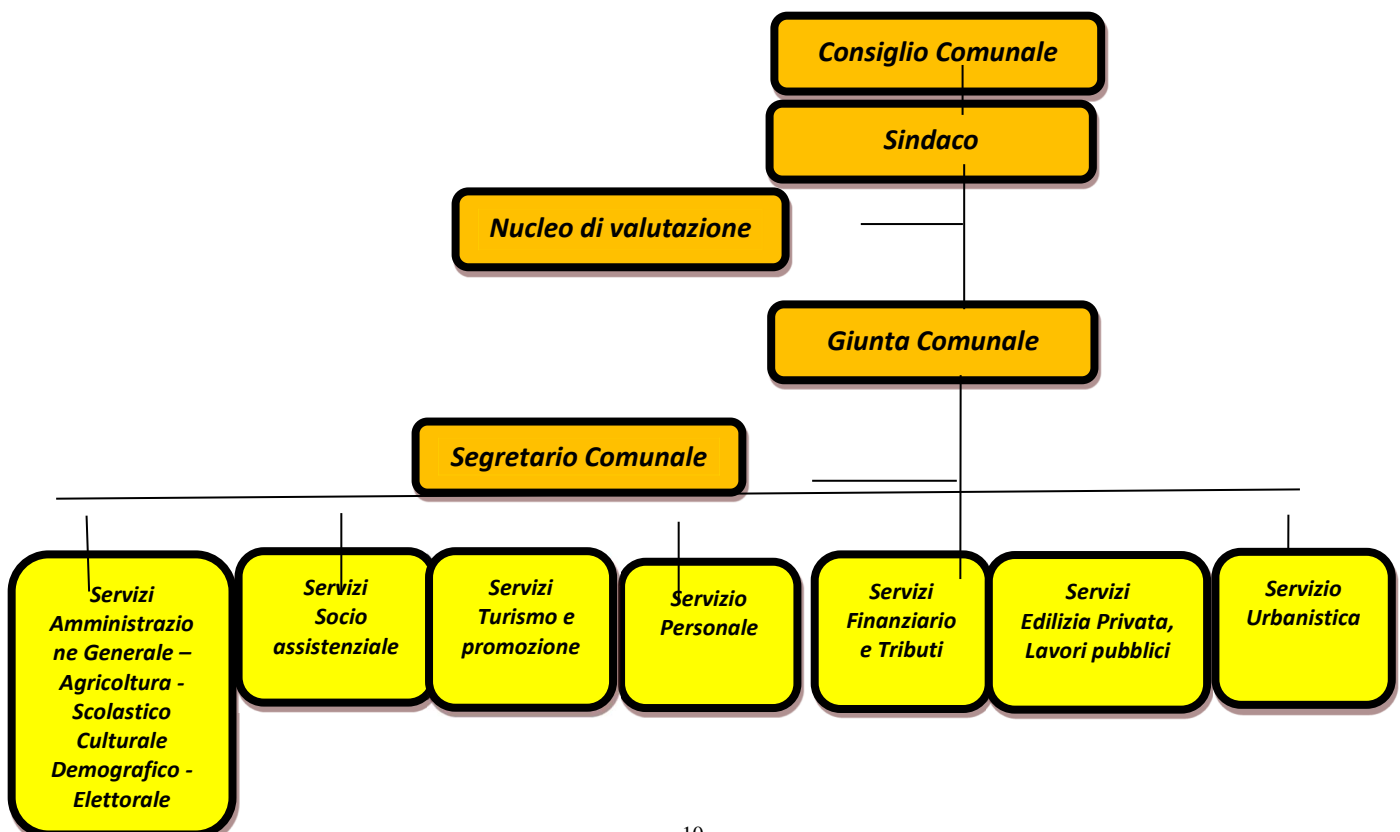 Consiglio Comunale
Sindaco
Nucleo di valutazione
Giunta Comunale
Segretario Comunale
Servizi
Amministrazio
ne Generale –
Agricoltura -
Scolastico
Culturale
Demografico -
Elettorale
Servizi
Socio
assistenziale
Servizi
Turismo e
promozione
Servizio
Personale
Servizi
Finanziario
e Tributi
Servizi
Edilizia Privata,
Lavori pubblici
Servizio
Urbanistica
10